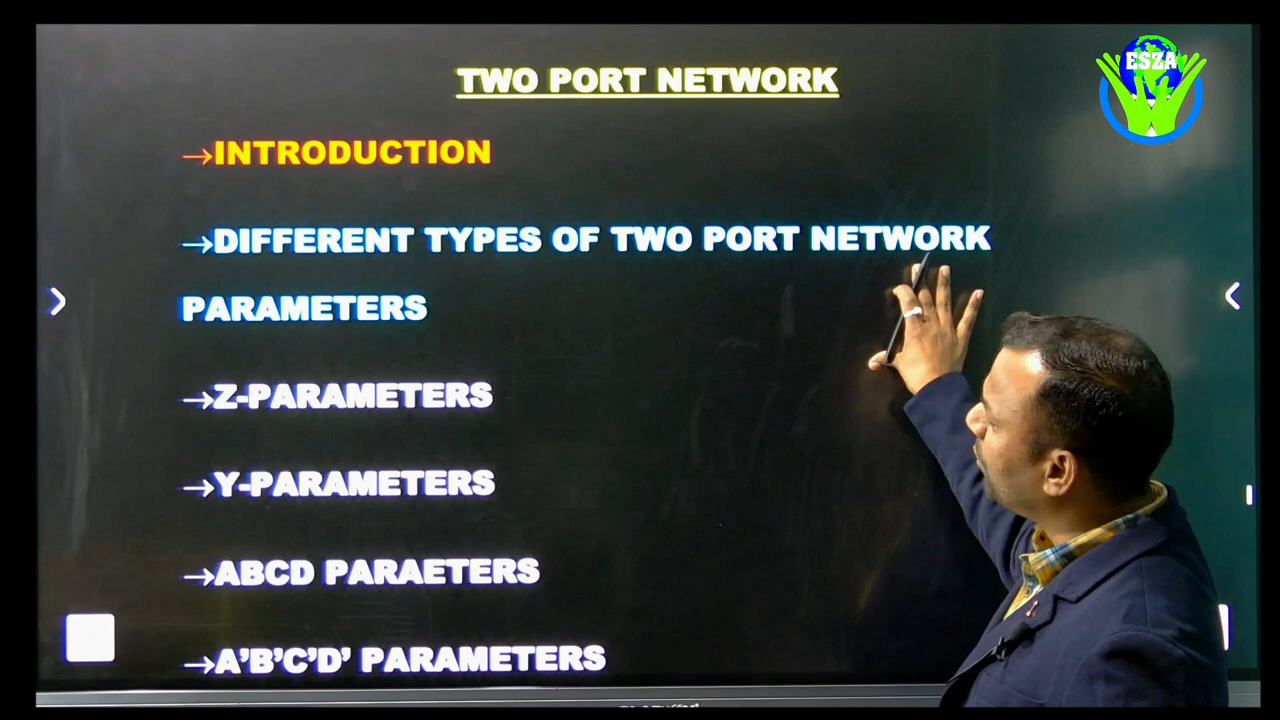 TWO PORT NETWORK
ESZA
→INTRODUCTION
→DIFFERENT TYPES OF TWO PORT NETWORK
PARAMETERS
→Z-PARAMETERS
→Y-PARAMETERS
→ABCD PARAETERS
→A’B’C’D’ PARAMETERS